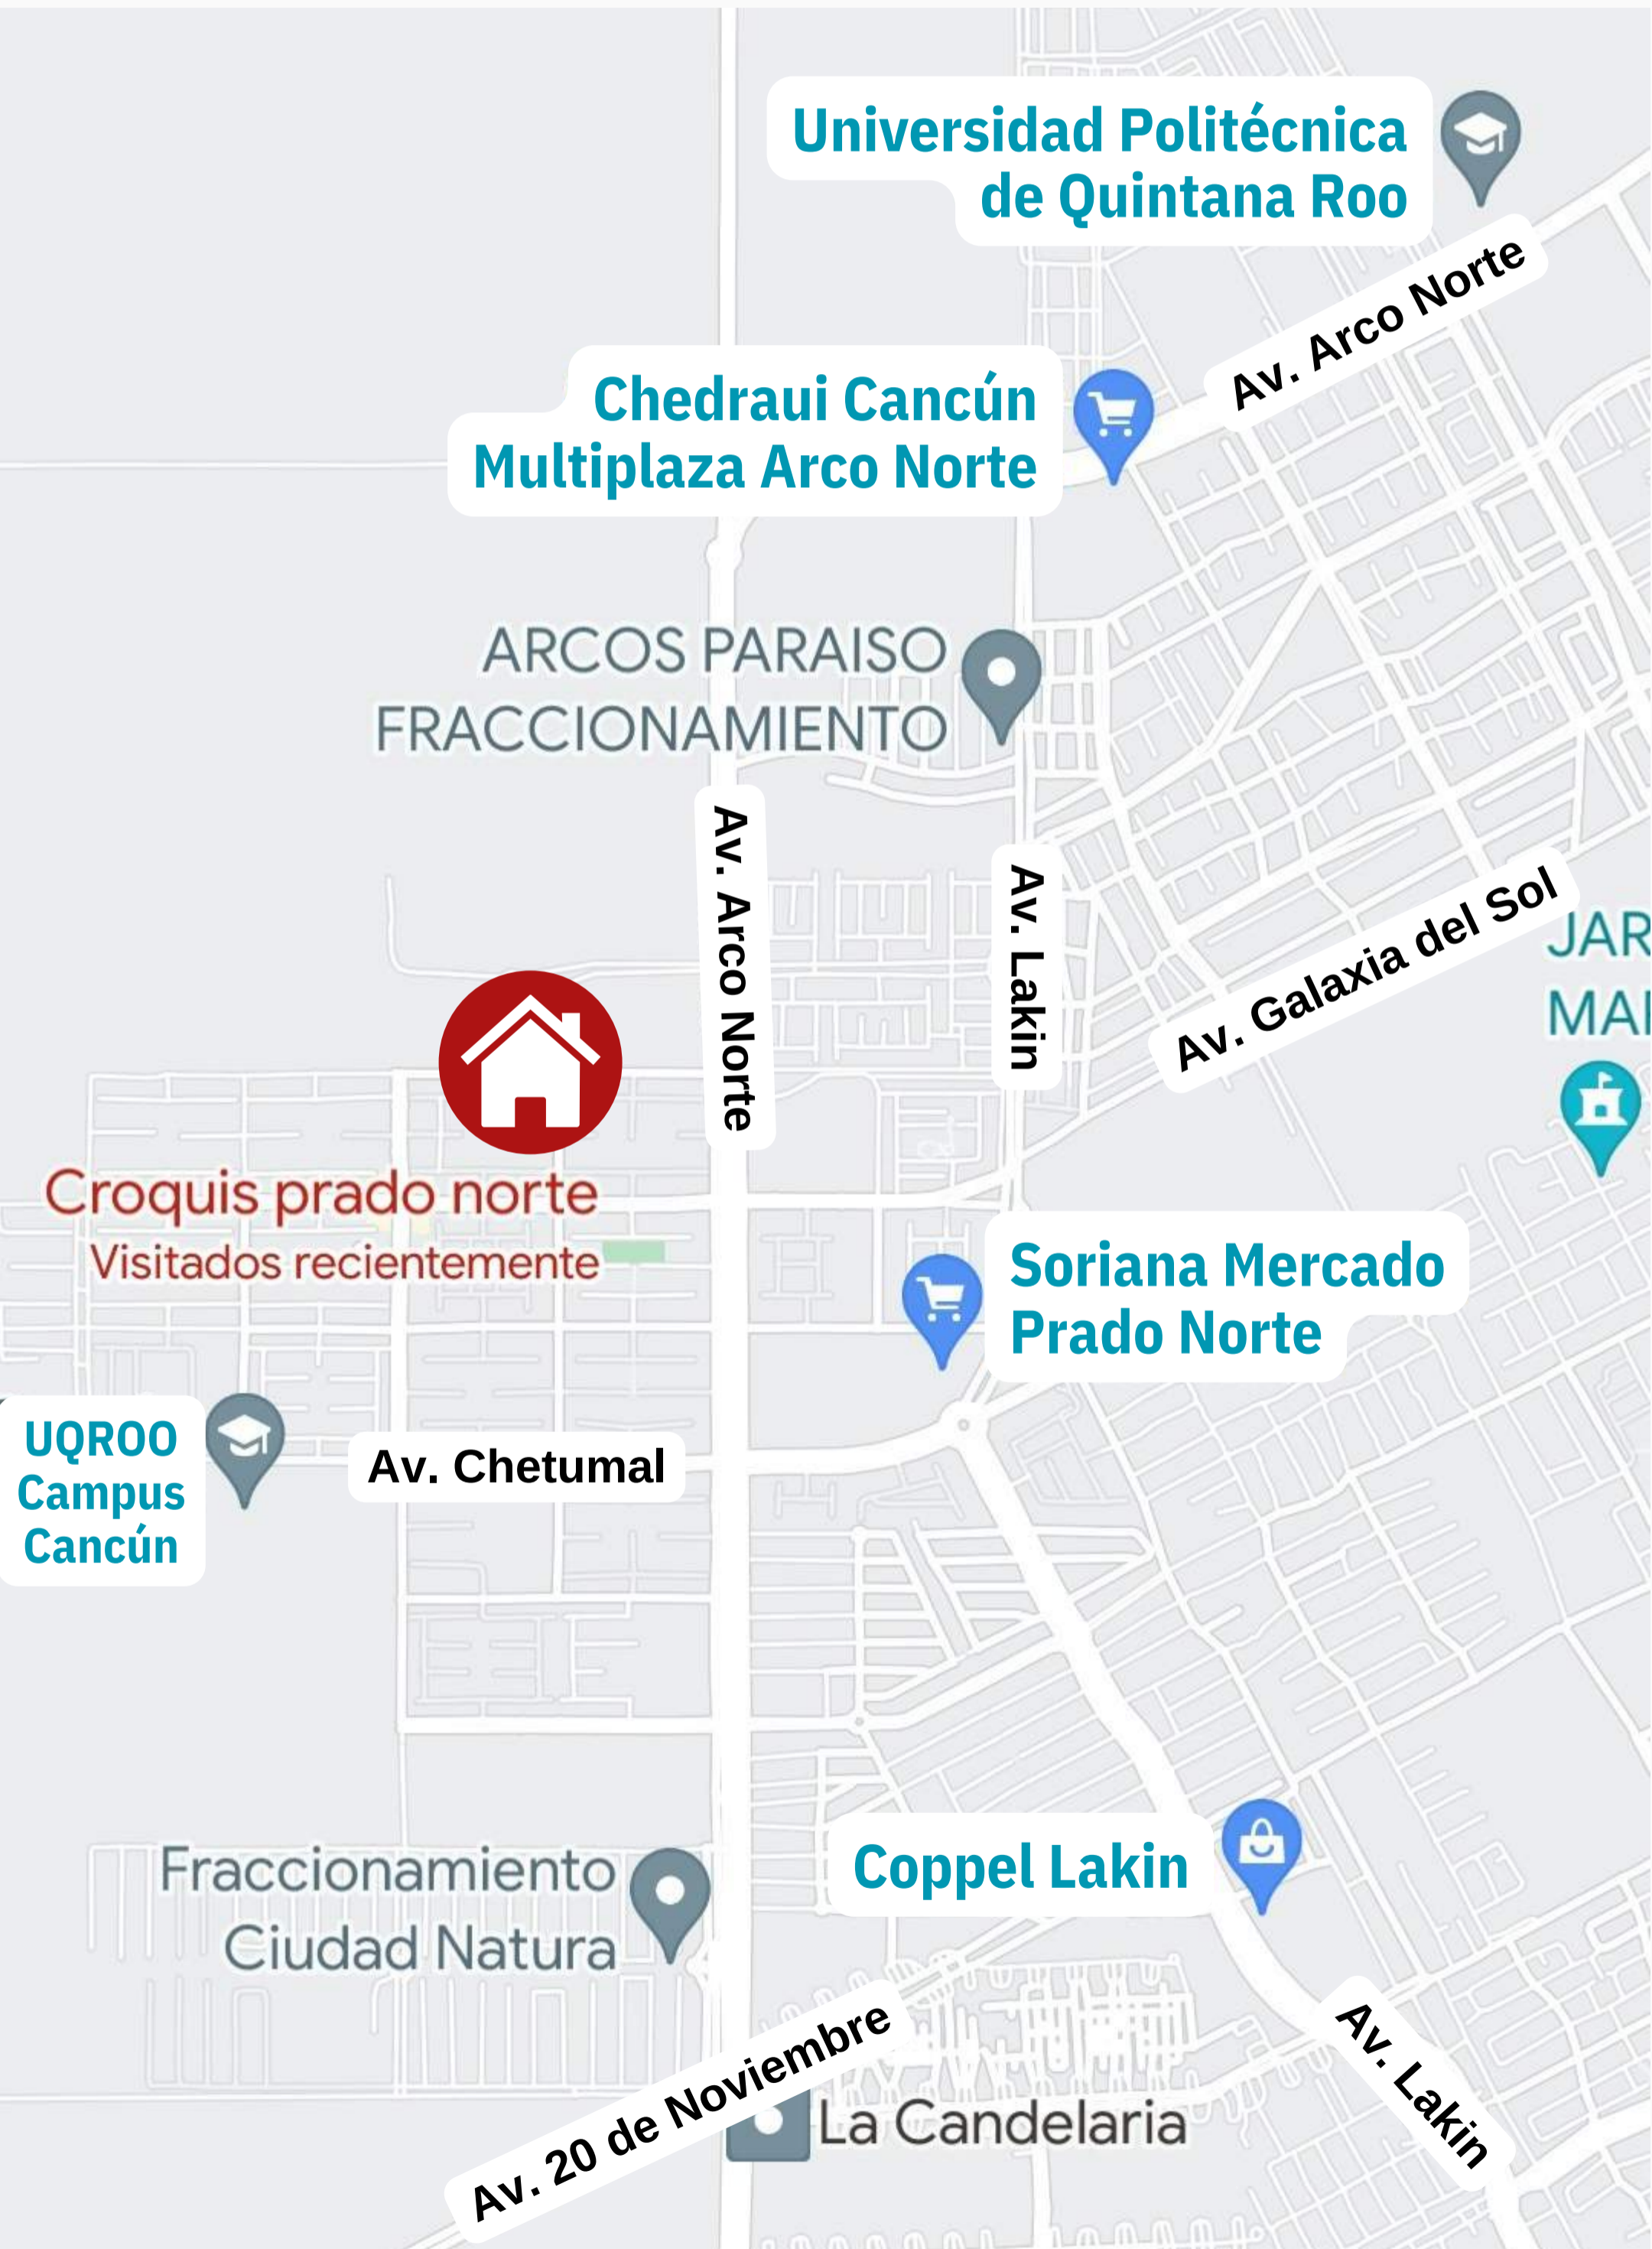 Universidad Politécnica
de Quintana Roo
Av. Arco Norte
Chedraui Cancún
Multiplaza Arco Norte
ARCOS PARAISO
FRACCIONAMIENTO
Av. Arco Norte
Av. Lakin
Av. Galaxia del Sol
JAR
MAI
Croquis prado norte
Visitados recientemente
Soriana Mercado
Prado Norte
UQROO
Campus
Cancún
Av. Chetumal
Coppel Lakin
Fraccionamiento
Ciudad Natura
Av. 20 de Noviembre
La Candelaria
Av. Lakin